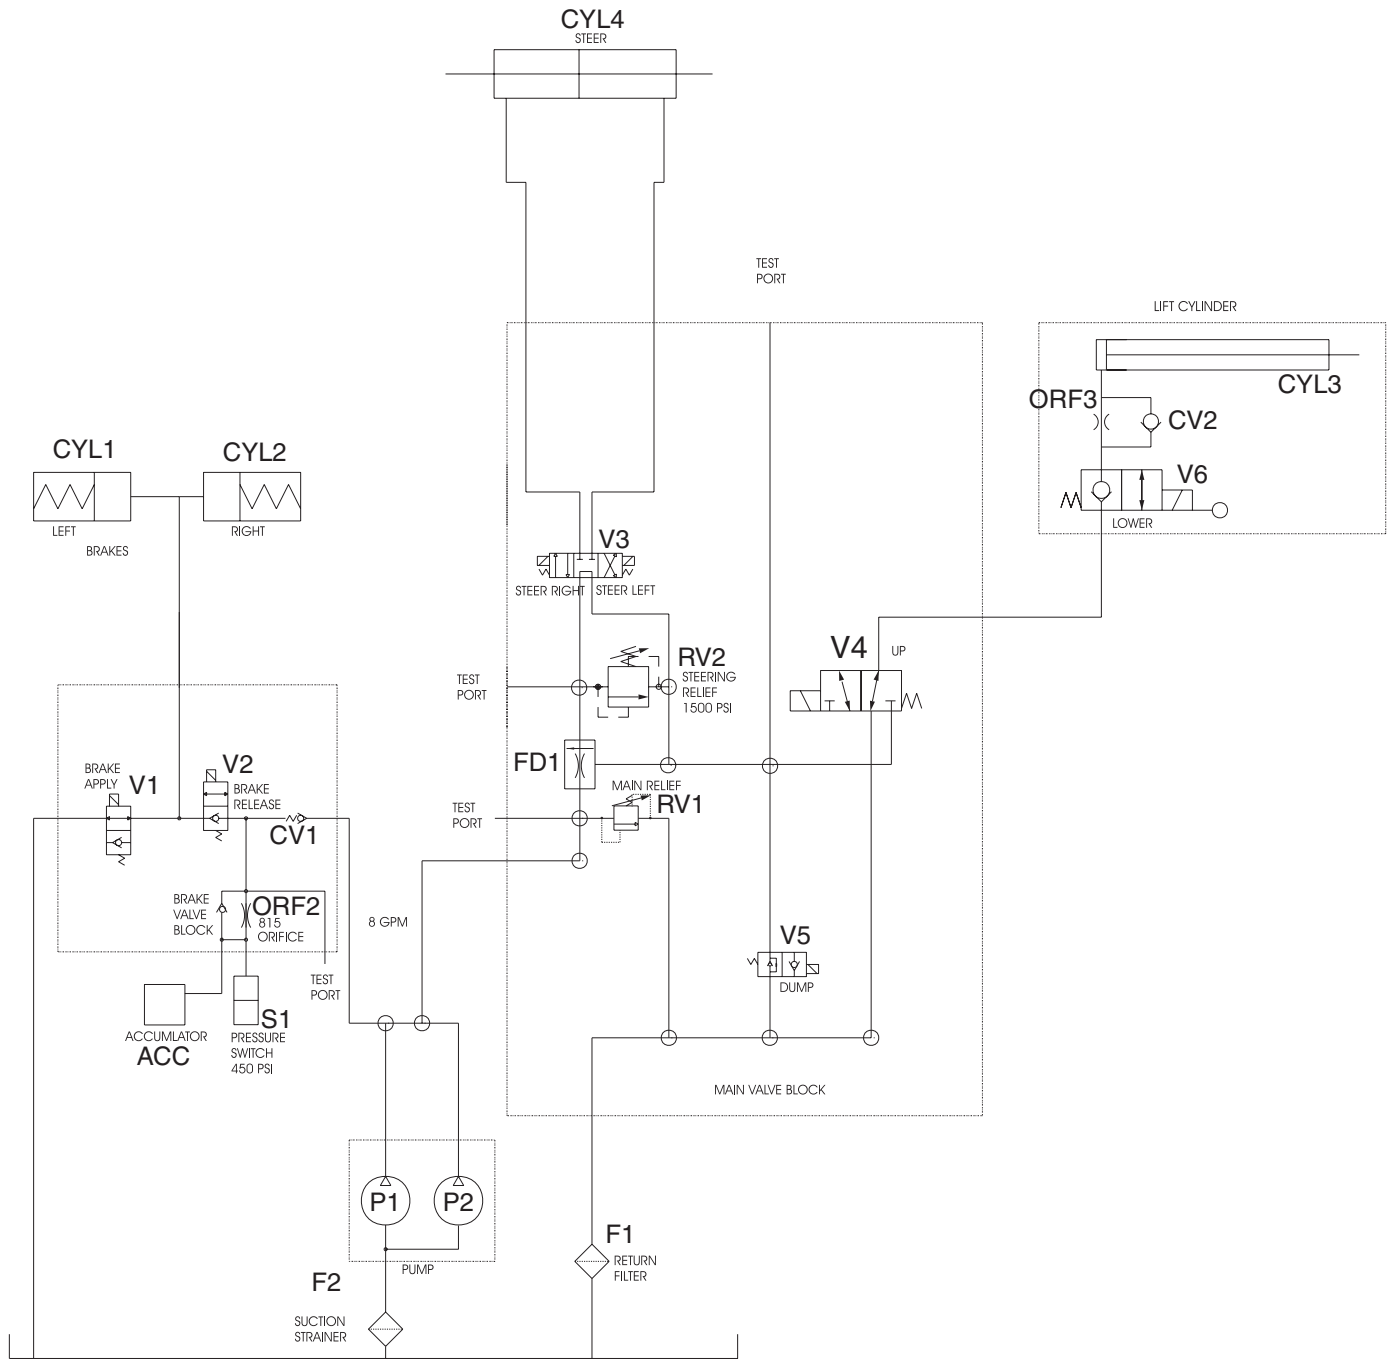 CYL4
STEER
TEST
PORT
LIFT CYLINDER
CYL3
ORF3
CV2
V6
LOWER
CYL1
CYL2
LEFT
RIGHT
BRAKES
V3
STEER RIGHT
STEER LEFT
V4
UP
RV2
STEERING
RELIEF
1500 PSI
TEST
PORT
FD1
MAIN RELIEF
RV1
TEST
PORT
BRAKE
APPLY
V1
V2
BRAKE
RELEASE
CV1
BRAKE
VALVE
BLOCK
ORF2
815
ORIFICE
8 GPM
TEST
PORT
V5
DUMP
ACCUMLATOR
ACC
S1
PRESSURE
SWITCH
450 PSI
MAIN VALVE BLOCK
P1
P2
PUMP
F1
RETURN
FILTER
F2
SUCTION
STRAINER